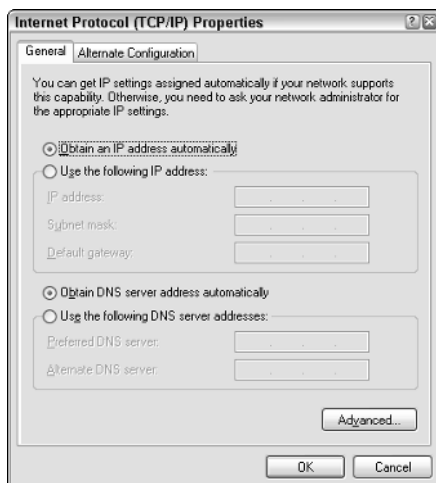 Internet Protocol (TCP/IP) Properties
General
Alternate Configuration
You can get IP settings assigned automatically if your network supports
this capability. Otherwise, you need to ask your network administrator for
the appropriate IP settings.
Obtain an IP address automatically
Use the following IP address:
IP address:
Subnet mask:
Default gateway:
Obtain DNS server address automatically
Use the following DNS server addresses:
Preferred DNS server:
Alternate DNS server:
Advanced...
OK
Cancel